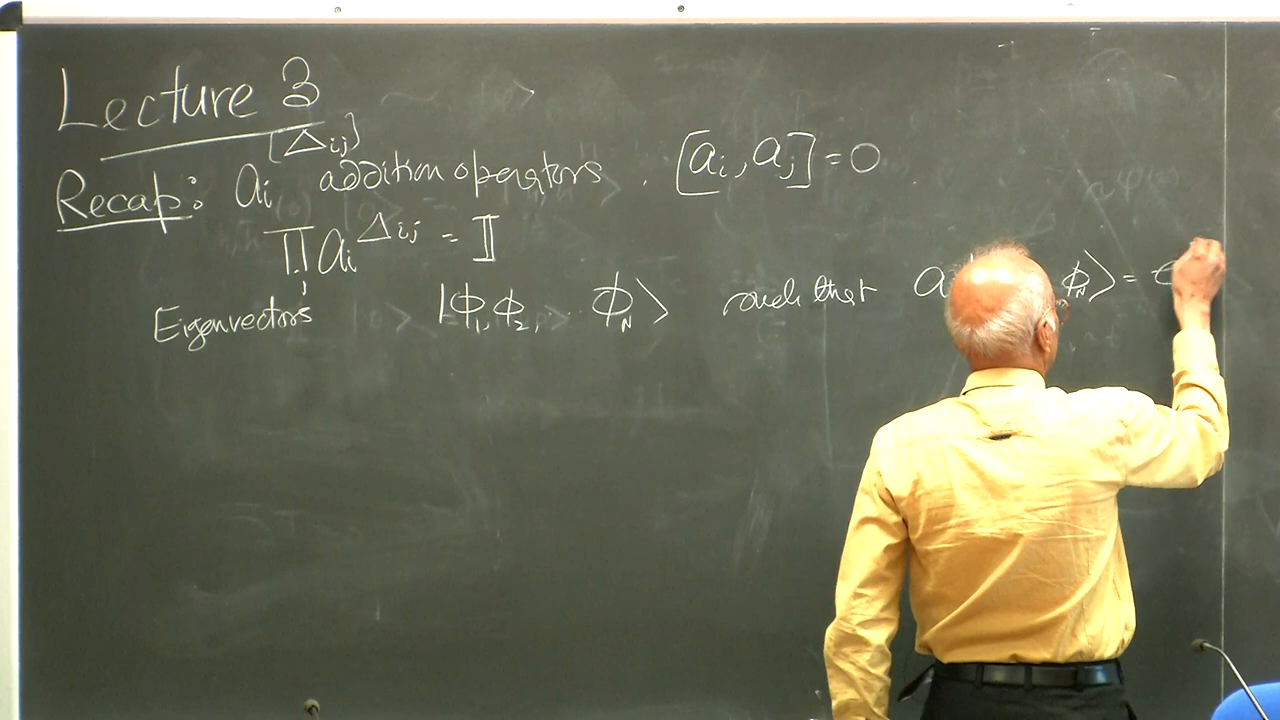 Lecture 3
{Δij}
Recap: ai addition operators. [ai, aj] = 0
∏i ai^Δij = 𝕀
Eigenvectors |ϕ1, ϕ2, .. ϕN> such that a ϕN> = e